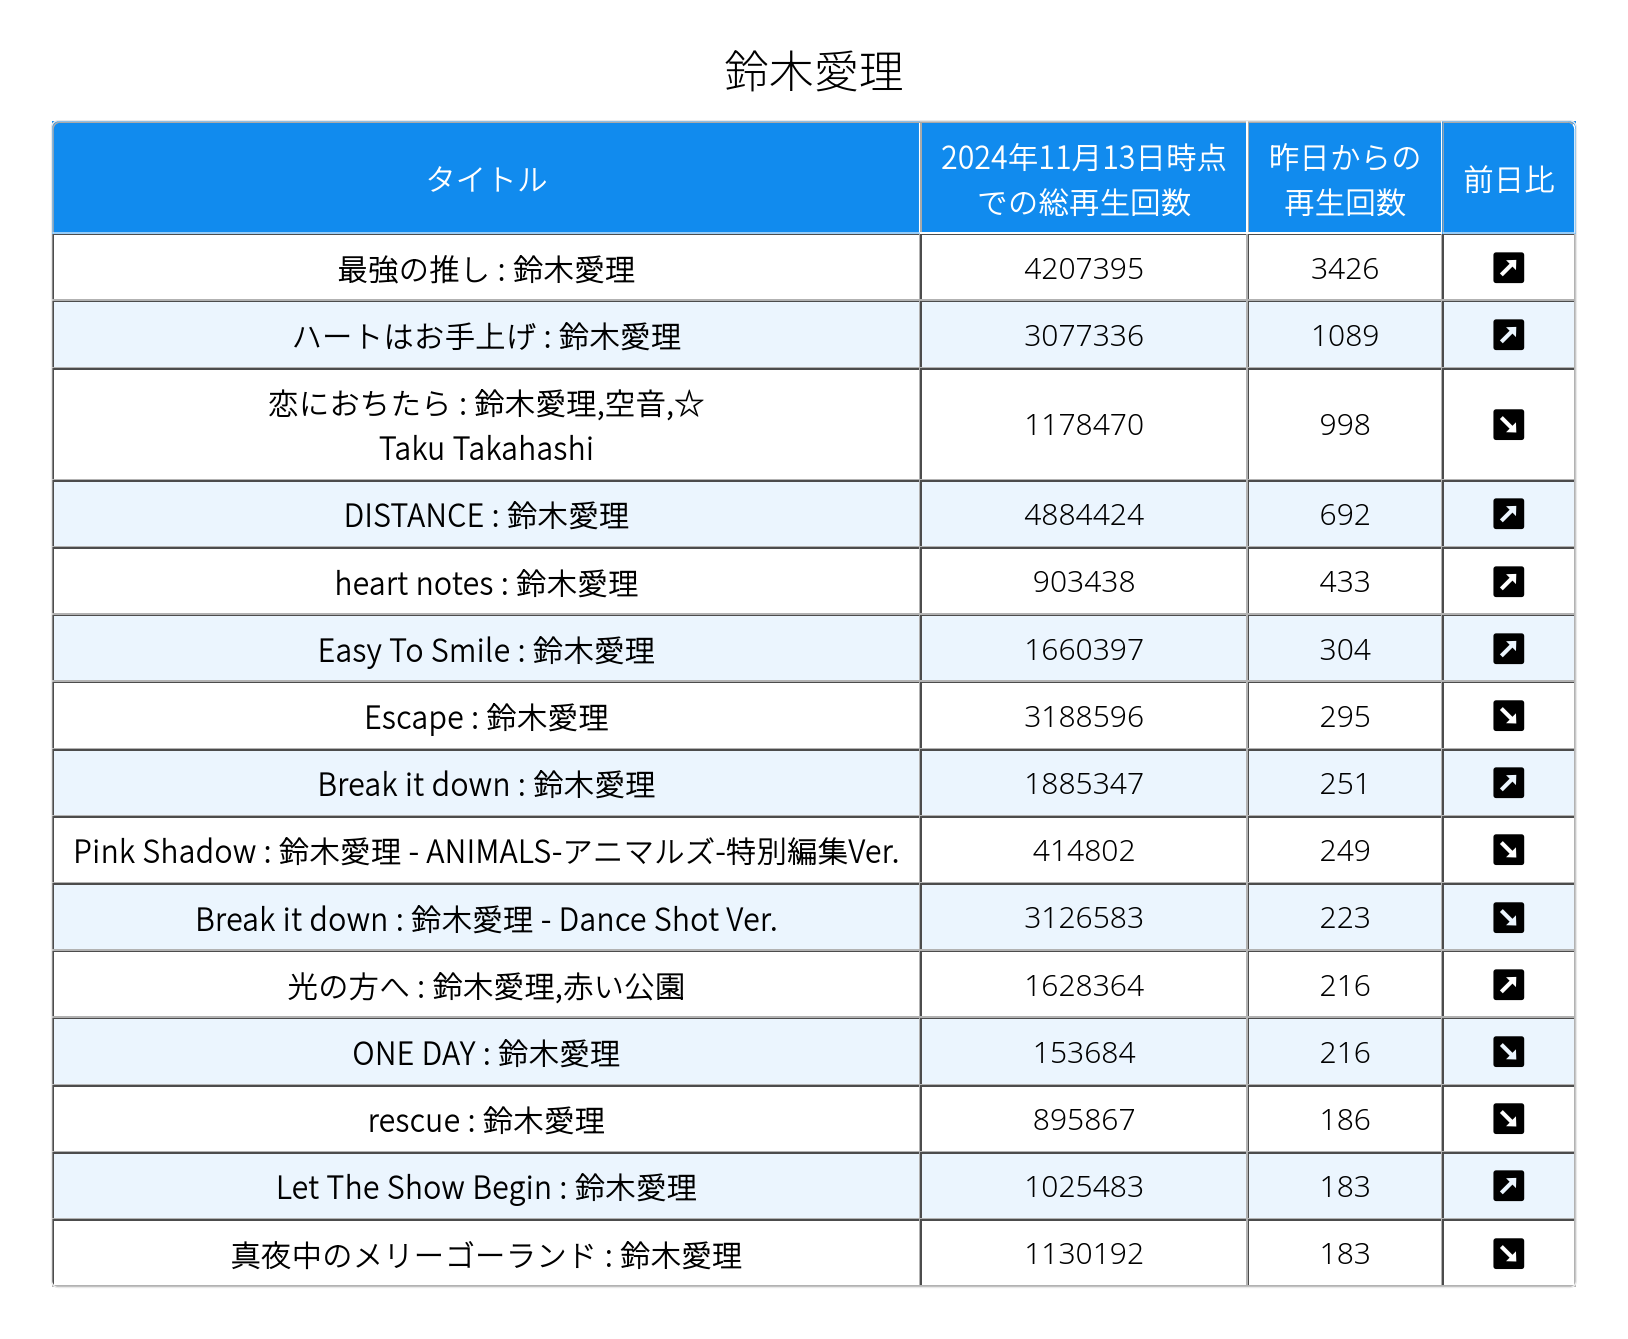 鈴木愛理
タイトル
2024年11月13日時点
での総再生回数
昨日からの
再生回数
前日比
最強の推し : 鈴木愛理 4207395 3426 ↗
ハートはお手上げ : 鈴木愛理 3077336 1089 ↗
恋におちたら : 鈴木愛理,空音,☆
Taku Takahashi 1178470 998 ↘
DISTANCE : 鈴木愛理 4884424 692 ↗
heart notes : 鈴木愛理 903438 433 ↗
Easy To Smile : 鈴木愛理 1660397 304 ↗
Escape : 鈴木愛理 3188596 295 ↘
Break it down : 鈴木愛理 1885347 251 ↗
Pink Shadow : 鈴木愛理 - ANIMALS-アニマルズ-特別編集Ver. 414802 249 ↘
Break it down : 鈴木愛理 - Dance Shot Ver. 3126583 223 ↘
光の方へ : 鈴木愛理,赤い公園 1628364 216 ↗
ONE DAY : 鈴木愛理 153684 216 ↘
rescue : 鈴木愛理 895867 186 ↘
Let The Show Begin : 鈴木愛理 1025483 183 ↗
真夜中のメリーゴーランド : 鈴木愛理 1130192 183 ↘